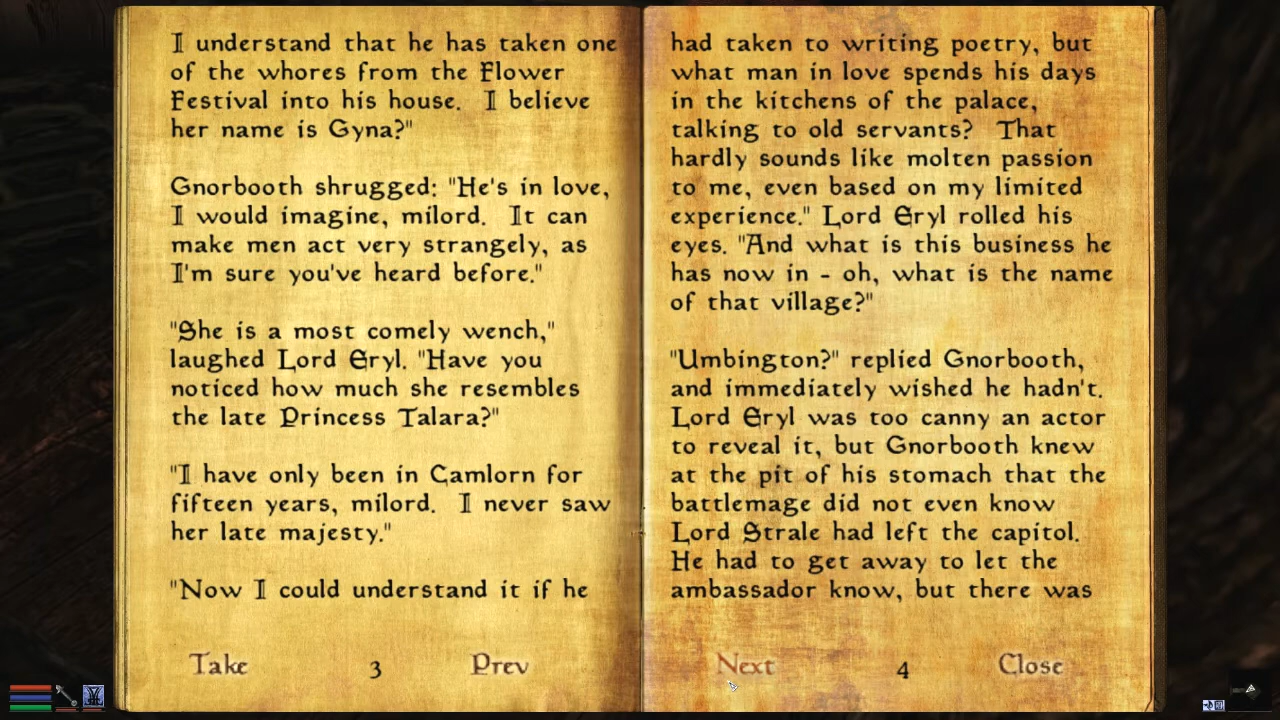 I understand that he has taken one
of the whores from the Flower
Festival into his house. I believe
her name is Gyna?"
Gnorbooth shrugged: "He's in love,
I would imagine, milord. It can
make men act very strangely, as
I'm sure you've heard before."
"She is a most comely wench,"
laughed Lord Eryl. "Have you
noticed how much she resembles
the late Princess Talara?"
"I have only been in Camlorn for
fifteen years, milord. I never saw
her late majesty."
"Now I could understand it if he
had taken to writing poetry, but
what man in love spends his days
in the kitchens of the palace,
talking to old servants? That
hardly sounds like molten passion
to me, even based on my limited
experience." Lord Eryl rolled his
eyes. "And what is this business he
has now in - oh, what is the name
of that village?"
"Umbington?" replied Gnorbooth,
and immediately wished he hadn't.
Lord Eryl was too canny an actor
to reveal it, but Gnorbooth knew
at the pit of his stomach that the
battlemage did not even know
Lord Strale had left the capitol.
He had to get away to let the
ambassador know, but there was
Take 3 Prev Next 4 Close